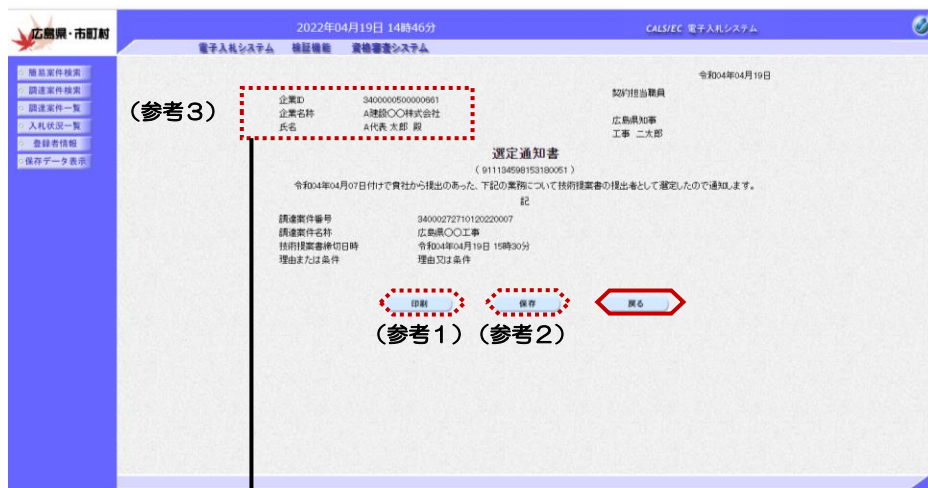 広島県・市町村
2022年04月19日 14時46分
CALS/EC 電子入札システム
電子入札システム 検証機能 資格審査システム
簡易案件検索
調達案件検索
調達案件一覧
入札状況一覧
登録者情報
保存データ表示
令和04年04月19日
(参考3)
企業ID 3400000500000661
企業名称 A建設〇〇株式会社
氏名 A代表 太郎 殿
契約担当職員
広島県知事
工事 二太郎
選定通知書
( 911134598153180051 )
令和04年04月07日付けで貴社から提出のあった、下記の業務について技術提案書の提出者として選定したので通知します。
記
調達案件番号 34000272710120220007
調達案件名称 広島県〇〇工事
技術提案書締切日時 令和04年04月19日 15時30分
理由または条件 理由又は条件
印刷 保存 戻る
(参考1) (参考2)